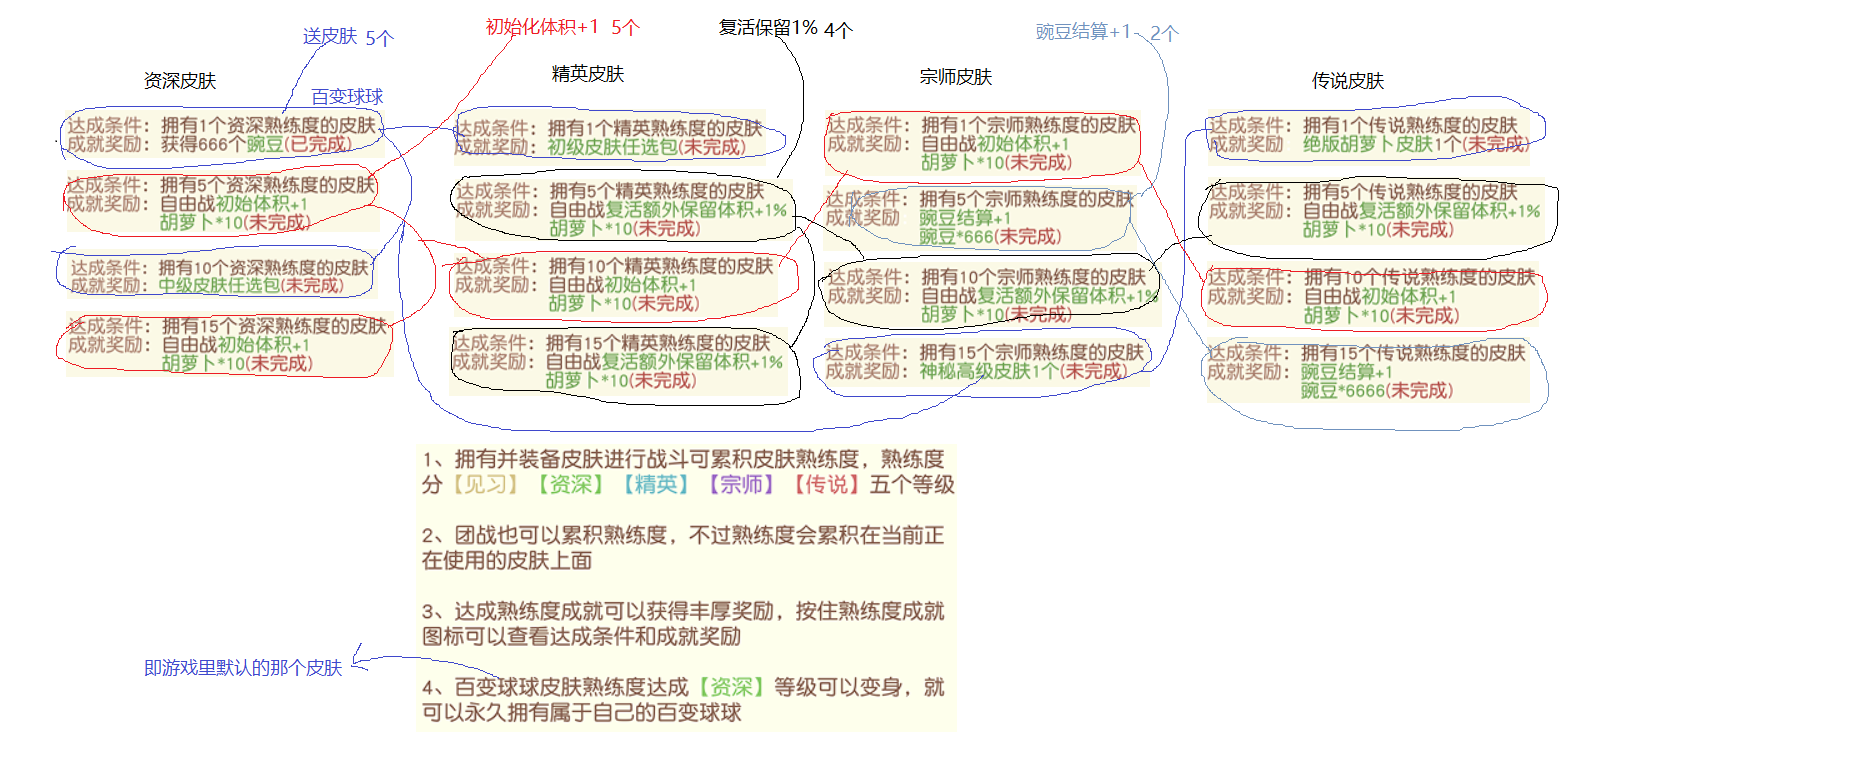 送皮肤 5个
初始化体积+1 5个
复活保留1% 4个
豌豆结算+1 2个
资深皮肤
百变球球
达成条件：拥有1个资深熟练度的皮肤
成就奖励：获得666个豌豆(已完成)
达成条件：拥有5个资深熟练度的皮肤
成就奖励：自由战初始体积+1
胡萝卜*10(未完成)
达成条件：拥有10个资深熟练度的皮肤
成就奖励：中级皮肤任选包(未完成)
达成条件：拥有15个资深熟练度的皮肤
成就奖励：自由战初始体积+1
胡萝卜*10(未完成)
精英皮肤
达成条件：拥有1个精英熟练度的皮肤
成就奖励：初级皮肤任选包(未完成)
达成条件：拥有5个精英熟练度的皮肤
成就奖励：自由战复活额外保留体积+1%
胡萝卜*10(未完成)
达成条件：拥有10个精英熟练度的皮肤
成就奖励：自由战初始体积+1
胡萝卜*10(未完成)
达成条件：拥有15个精英熟练度的皮肤
成就奖励：自由战复活额外保留体积+1%
胡萝卜*10(未完成)
宗师皮肤
达成条件：拥有1个宗师熟练度的皮肤
成就奖励：自由战初始体积+1
胡萝卜*10(未完成)
达成条件：拥有5个宗师熟练度的皮肤
成就奖励 豌豆结算+1
豌豆*666(未完成)
达成条件：拥有10个宗师熟练度的皮肤
成就奖励：自由战复活额外保留体积+1%
胡萝卜*10(未完成)
达成条件：拥有15个宗师熟练度的皮肤
成就奖励：神秘高级皮肤1个(未完成)
传说皮肤
达成条件：拥有1个传说熟练度的皮肤
成就奖励 绝版胡萝卜皮肤1个(未完成)
达成条件：拥有5个传说熟练度的皮肤
成就奖励：自由战复活额外保留体积+1%
胡萝卜*10(未完成)
达成条件：拥有10个传说熟练度的皮肤
成就奖励：自由战初始体积+1
胡萝卜*10(未完成)
达成条件：拥有15个传说熟练度的皮肤
成就奖励：豌豆结算+1
豌豆*6666(未完成)
1、拥有并装备皮肤进行战斗可累积皮肤熟练度，熟练度
分【见习】【资深】【精英】【宗师】【传说】五个等级
2、团战也可以累积熟练度，不过熟练度会累积在当前正
在使用的皮肤上面
3、达成熟练度成就可以获得丰厚奖励，按住熟练度成就
图标可以查看达成条件和成就奖励
即游戏里默认的那个皮肤
4、百变球球皮肤熟练度达成【资深】等级可以变身，就
可以永久拥有属于自己的百变球球